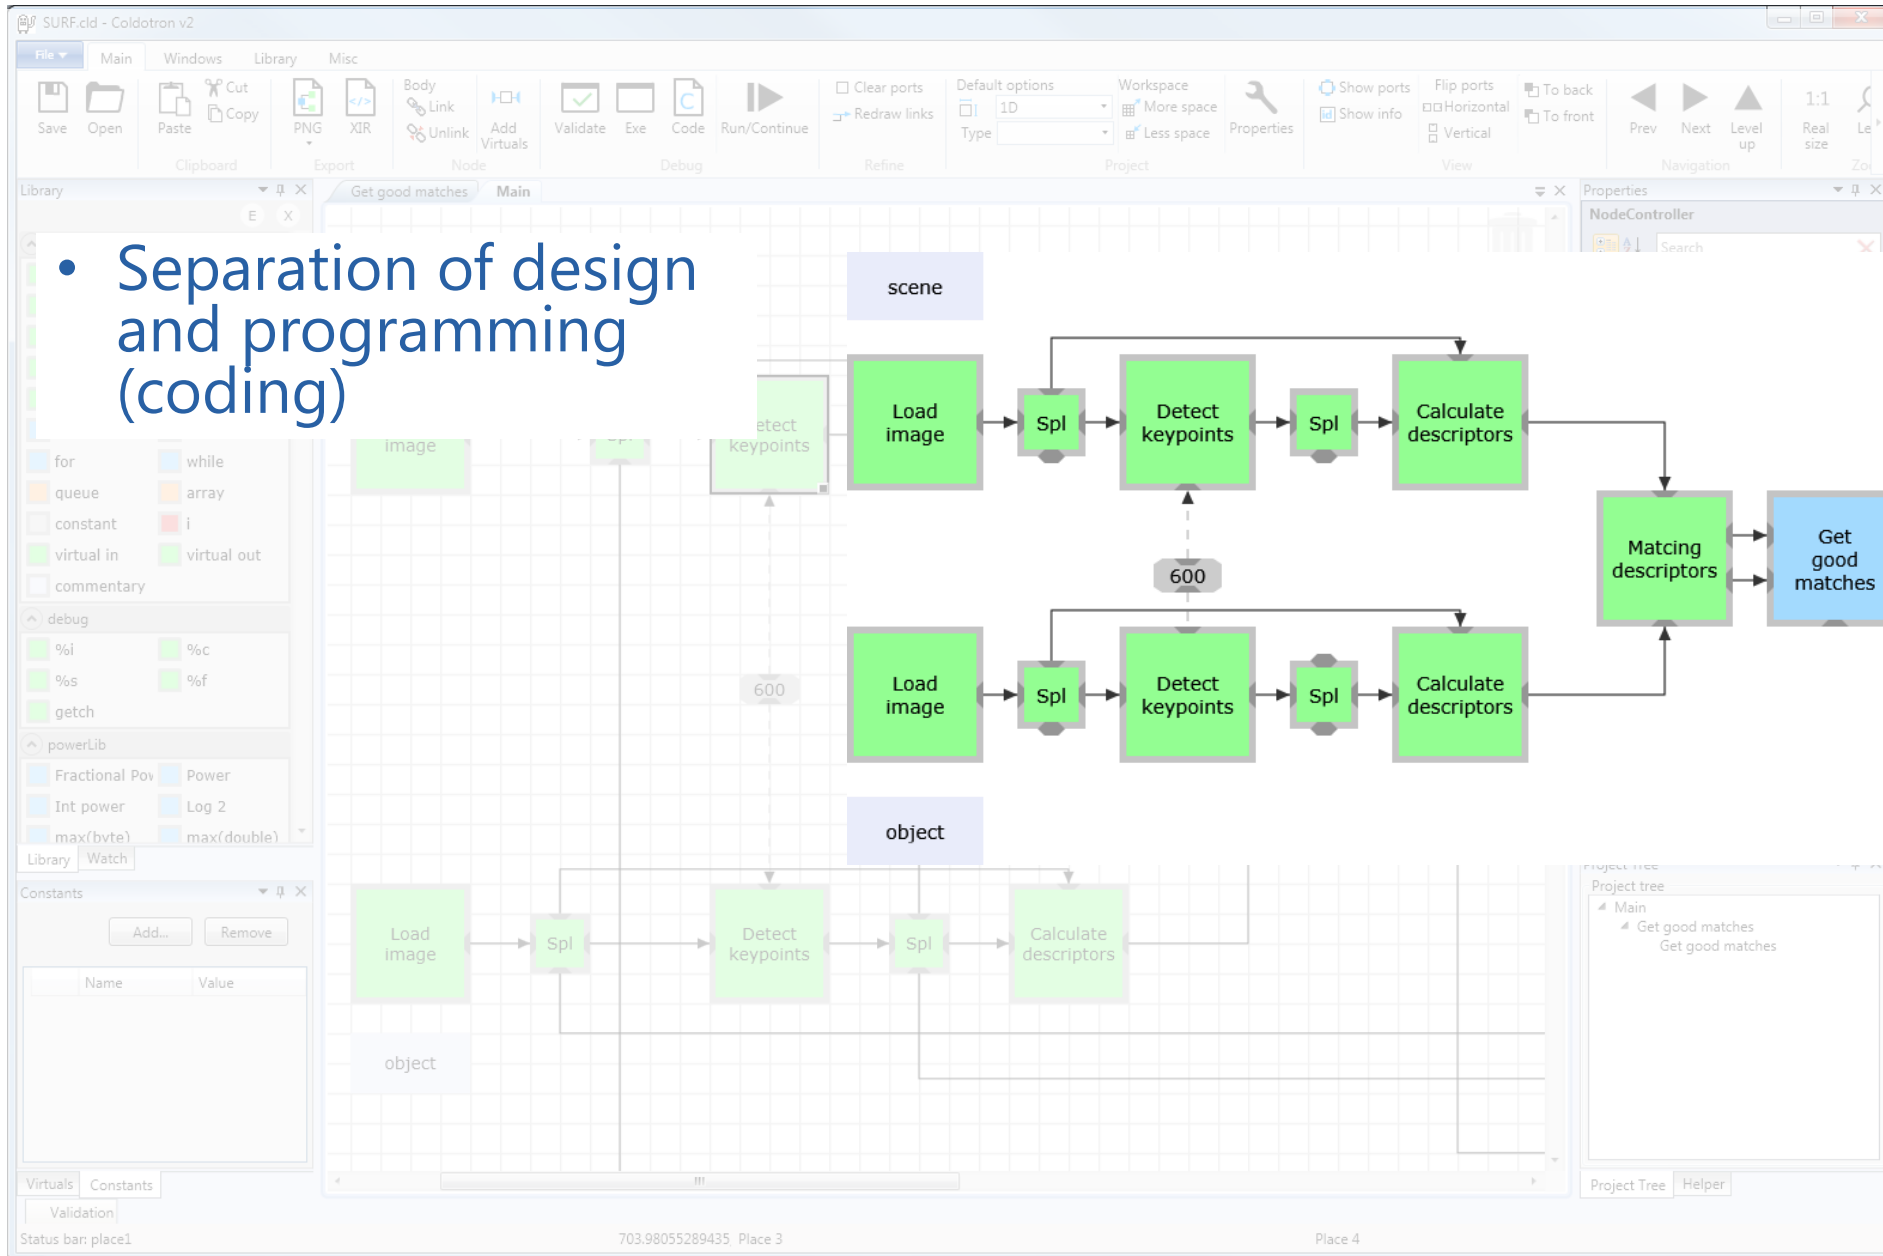 SURF.cld - Coldotron v2
File Main Windows Library Misc
Save Open
Paste Cut Copy
Clipboard
PNG XIR
Export
Body
Link
Unlink
Add Virtuals
Node
Validate Exe Code Run/Continue
Debug
Clear ports
Redraw links
Refine
Default options
1D
Type
Workspace
More space
Less space
Properties
Project
Show ports
Show info
Flip ports
Horizontal
Vertical
To back
To front
View
Prev Next Level up
Navigation
1:1
Real size
Library
E X
Get good matches Main
Properties
NodeController
Search
• Separation of design
and programming
(coding)
for while
queue array
constant i
virtual in virtual out
commentary
debug
%i %c
%s %f
getch
powerLib
Power
Int power Log 2
max(byte) max(double)
Library Watch
Constants
Add... Remove
Name Value
Virtuals Constants
Validation
Status bar: place1
703.98055289435 Place 3
Place 4
scene
Load
image
Spl
Detect
keypoints
Spl
Calculate
descriptors
600
Matcing
descriptors
Get
good
matches
Load
image
Spl
Detect
keypoints
Spl
Calculate
descriptors
object
image
keypoints
600
Load
image
Spl
Detect
keypoints
Spl
Calculate
descriptors
object
Project Tree
Project tree
Main
Get good matches
Get good matches
Project Tree Helper